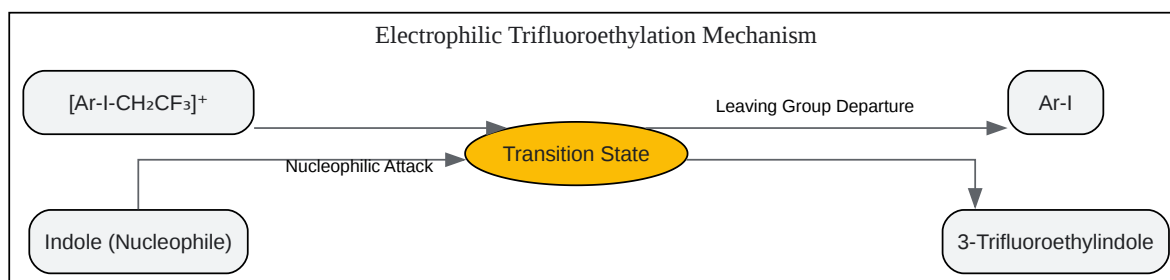 Electrophilic Trifluoroethylation Mechanism
[Ar-I-CH₂CF₃]⁺
Leaving Group Departure
Ar-I
Transition State
Nucleophilic Attack
Indole (Nucleophile)
3-Trifluoroethylindole